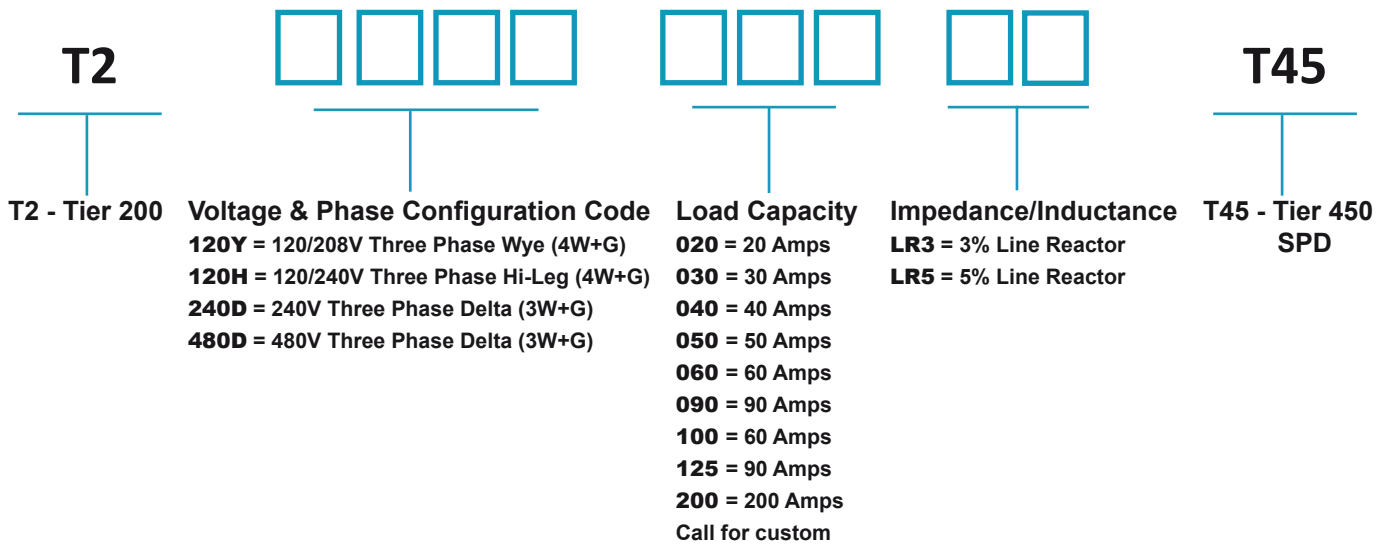 T2
T45
T2 - Tier 200
Voltage & Phase Configuration Code
120Y = 120/208V Three Phase Wye (4W+G)
120H = 120/240V Three Phase Hi-Leg (4W+G)
240D = 240V Three Phase Delta (3W+G)
480D = 480V Three Phase Delta (3W+G)
Load Capacity
020 = 20 Amps
030 = 30 Amps
040 = 40 Amps
050 = 50 Amps
060 = 60 Amps
090 = 90 Amps
100 = 60 Amps
125 = 90 Amps
200 = 200 Amps
Call for custom
Impedance/Inductance
LR3 = 3% Line Reactor
LR5 = 5% Line Reactor
T45 - Tier 450
SPD